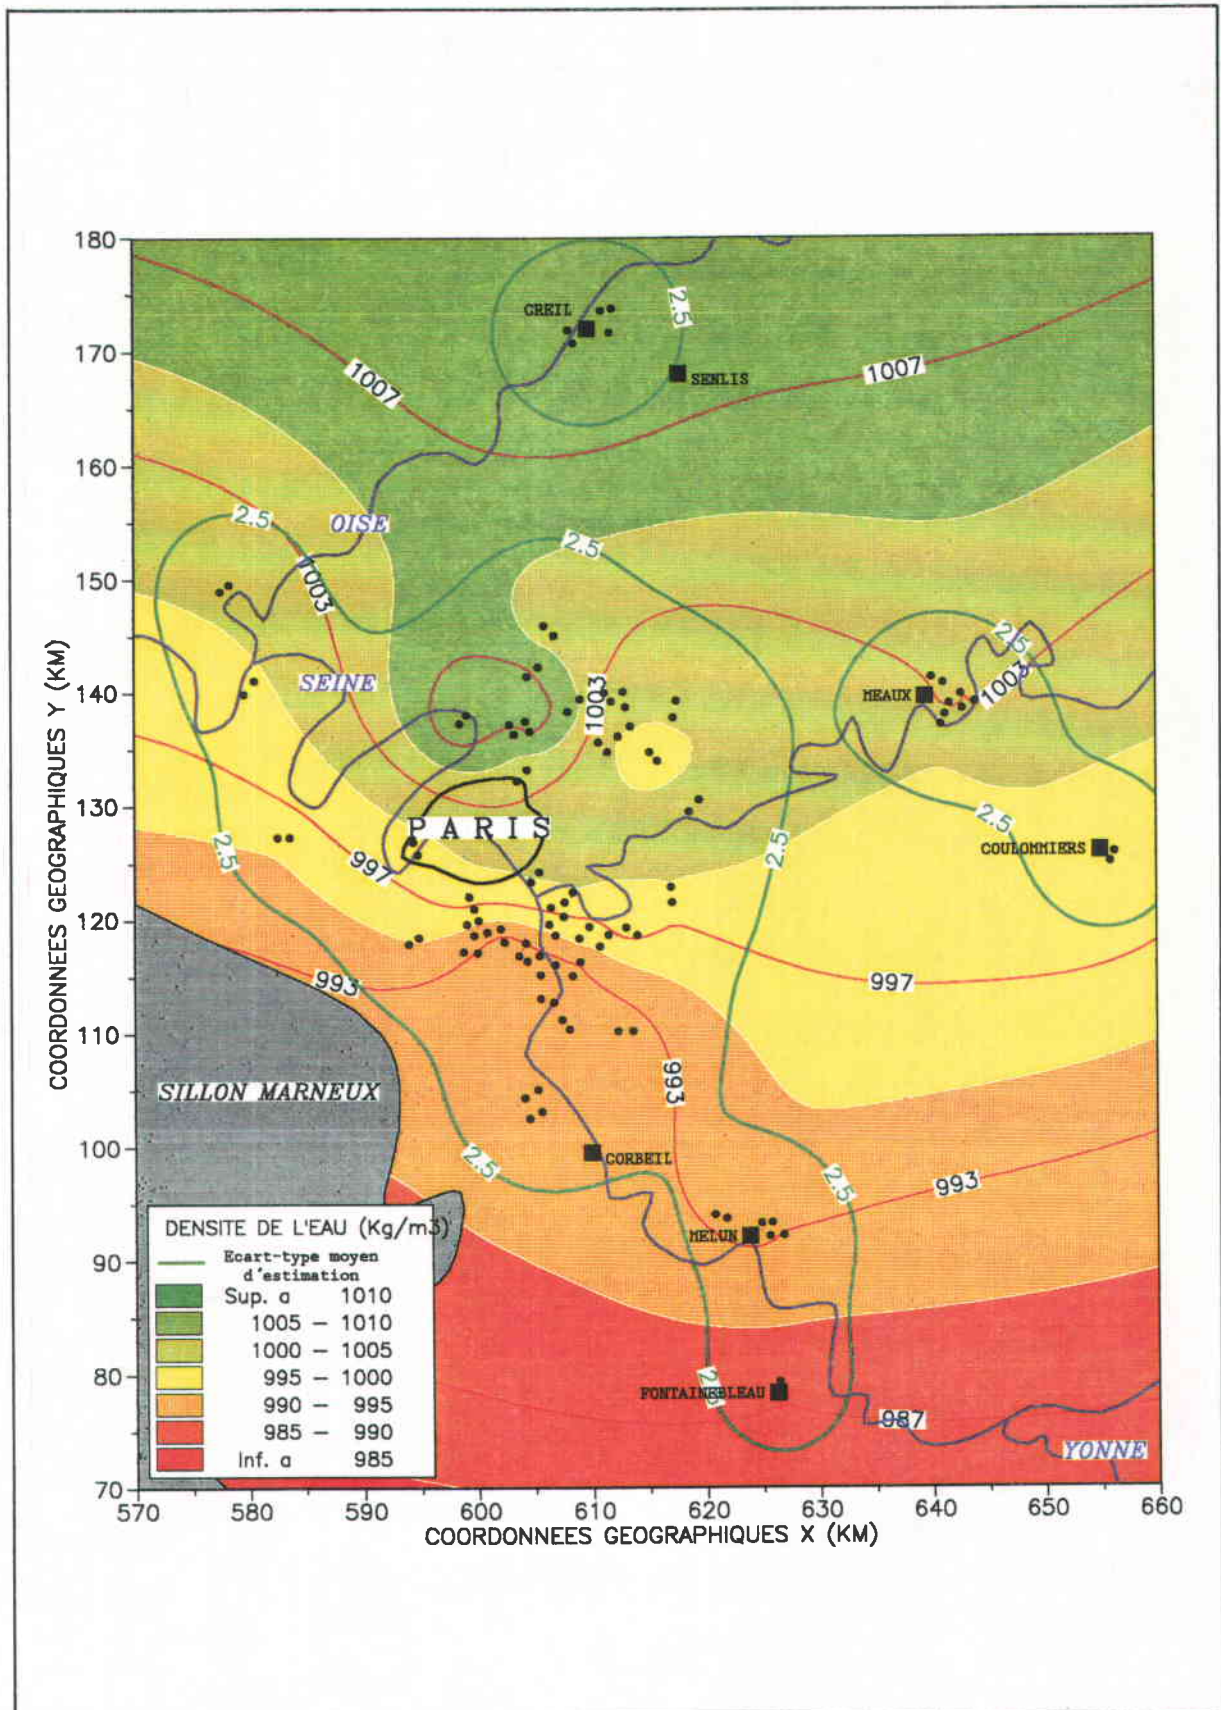 180
170
160
150
140
130
120
110
100
90
80
70
COORDONNEES GEOGRAPHIQUES Y (KM)
CREIL
2.5
SENLIS
1007
1007
2.5
OISE
2.5
1003
SEINE
1003
2.5
MEAUX
1003
PARIS
2.5
997
2.5
2.5
COULOMMIERS
993
997
SILLON MARNEUX
993
2.5
CORBEIL
2.5
993
MELUN
DENSITE DE L'EAU (Kg/m3)
Ecart-type moyen
d'estimation
Sup. a 1010
1005 – 1010
1000 – 1005
995 – 1000
990 – 995
985 – 990
Inf. a 985
FONTAINEBLEAU
2.5
987
YONNE
570 580 590 600 610 620 630 640 650 660
COORDONNEES GEOGRAPHIQUES X (KM)